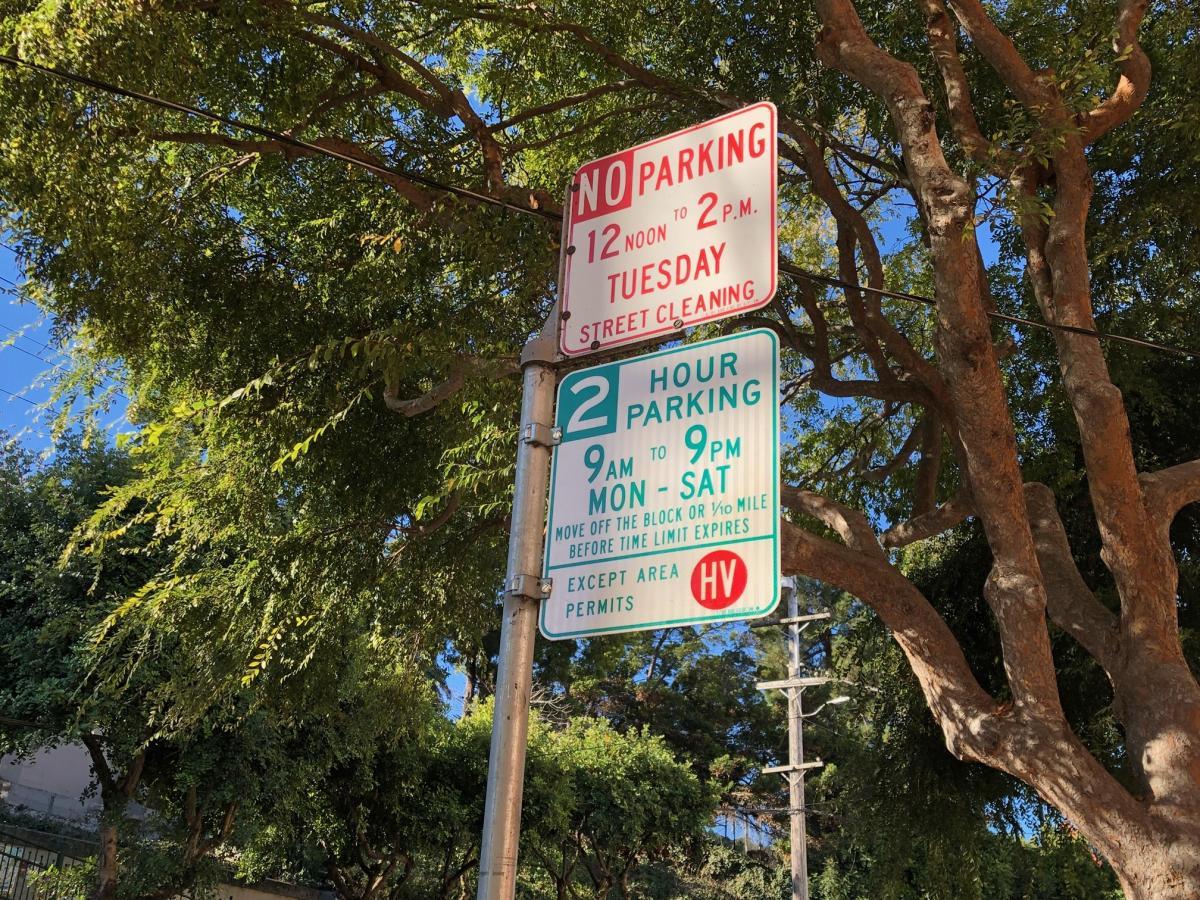 NO PARKING
12 NOON TO 2 P.M.
TUESDAY
STREET CLEANING
2 HOUR
PARKING
9AM TO 9PM
MON - SAT
MOVE OFF THE BLOCK OR 1/10 MILE
BEFORE TIME LIMIT EXPIRES
EXCEPT AREA HV
PERMITS